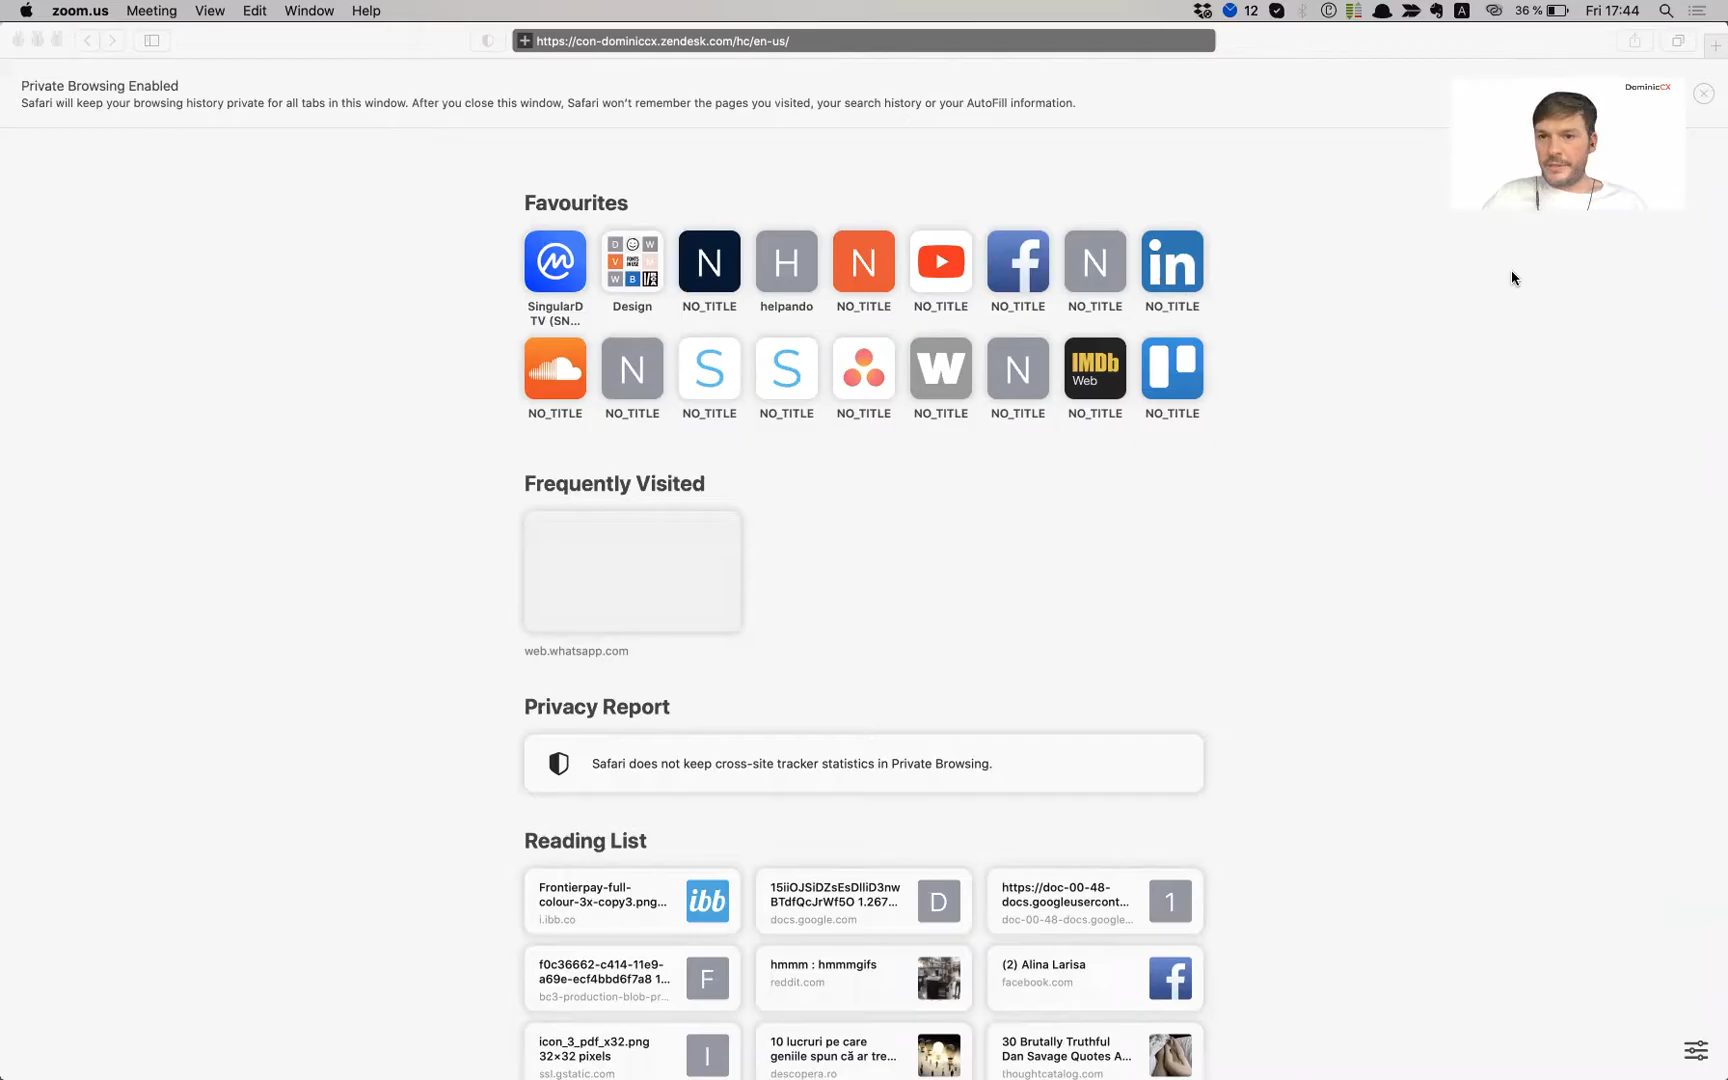 zoom.us Meeting View Edit Window Help 12 A 36 % Fri 17:44
https://con-dominiccx.zendesk.com/hc/en-us/
Private Browsing Enabled
Safari will keep your browsing history private for all tabs in this window. After you close this window, Safari won't remember the pages you visited, your search history or your AutoFill information.
DominicCX
Favourites
D W V FONTS IN USE M W B
N H N N in
SingularD
TV (SN...
Design NO_TITLE helpando NO_TITLE NO_TITLE NO_TITLE NO_TITLE NO_TITLE
N S S W N IMDb
Web
NO_TITLE NO_TITLE NO_TITLE NO_TITLE NO_TITLE NO_TITLE NO_TITLE NO_TITLE NO_TITLE
Frequently Visited
web.whatsapp.com
Privacy Report
Safari does not keep cross-site tracker statistics in Private Browsing.
Reading List
Frontierpay-full-
colour-3x-copy3.png...
i.ibb.co
ibb
15iiOJSiDZsEsDlliD3nw
BTdfQcJrWf5O 1.267...
docs.google.com
D
https://doc-00-48-
docs.googleusercont...
doc-00-48-docs.google...
1
f0c36662-c414-11e9-
a69e-ecf4bbd6f7a8 1...
bc3-production-blob-pr...
F
hmmm : hmmmgifs
reddit.com
(2) Alina Larisa
facebook.com
icon_3_pdf_x32.png
32×32 pixels
ssl.gstatic.com
I
10 lucruri pe care
geniile spun că ar tre...
descopera.ro
30 Brutally Truthful
Dan Savage Quotes A...
thoughtcatalog.com